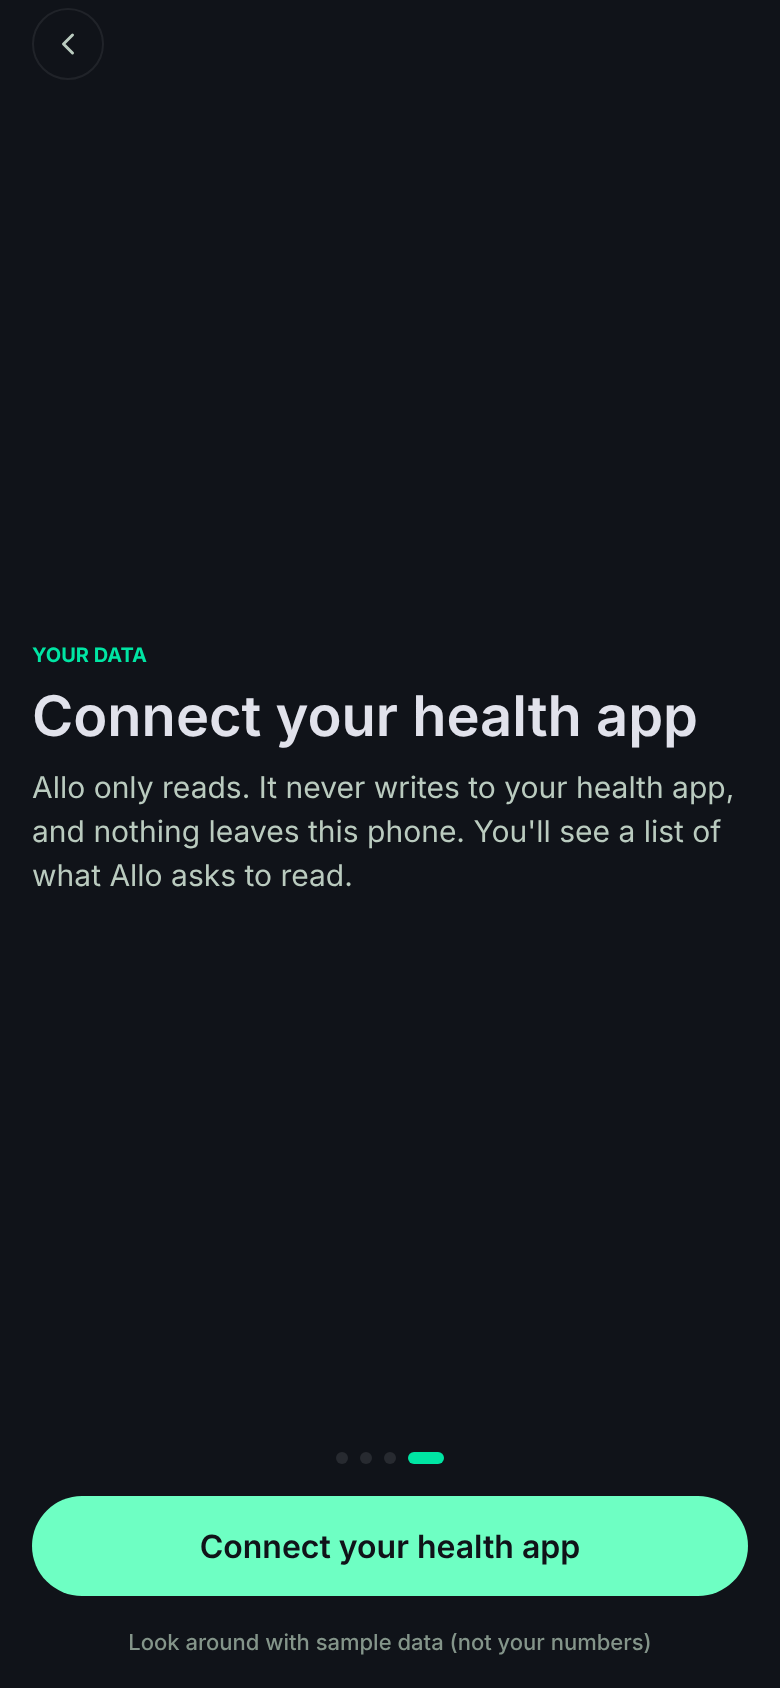 YOUR DATA
Connect your health app
Allo only reads. It never writes to your health app,
and nothing leaves this phone. You'll see a list of
what Allo asks to read.
Connect your health app
Look around with sample data (not your numbers)